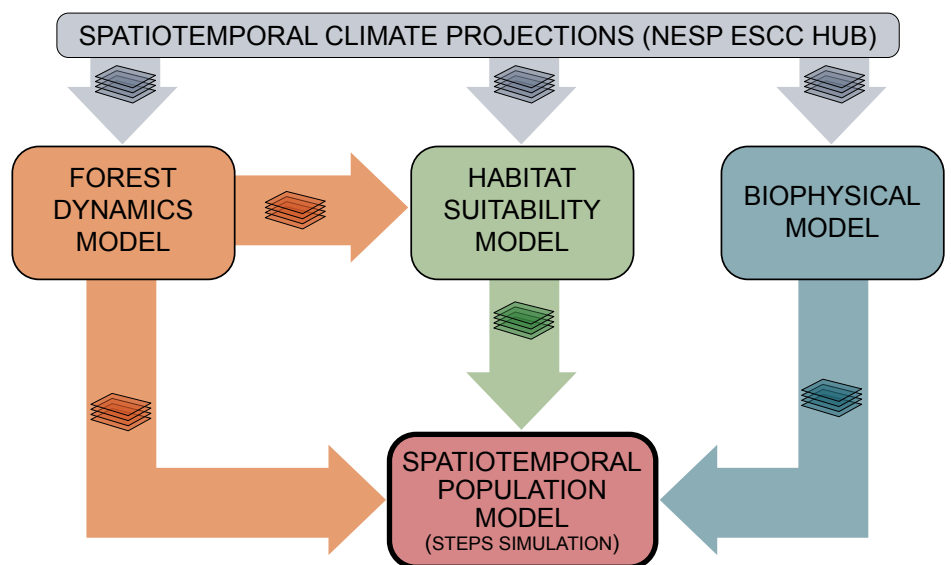 SPATIOTEMPORAL CLIMATE PROJECTIONS (NESP ESCC HUB)
FOREST
DYNAMICS
MODEL
HABITAT
SUITABILITY
MODEL
BIOPHYSICAL
MODEL
SPATIOTEMPORAL
POPULATION
MODEL
(STEPS SIMULATION)